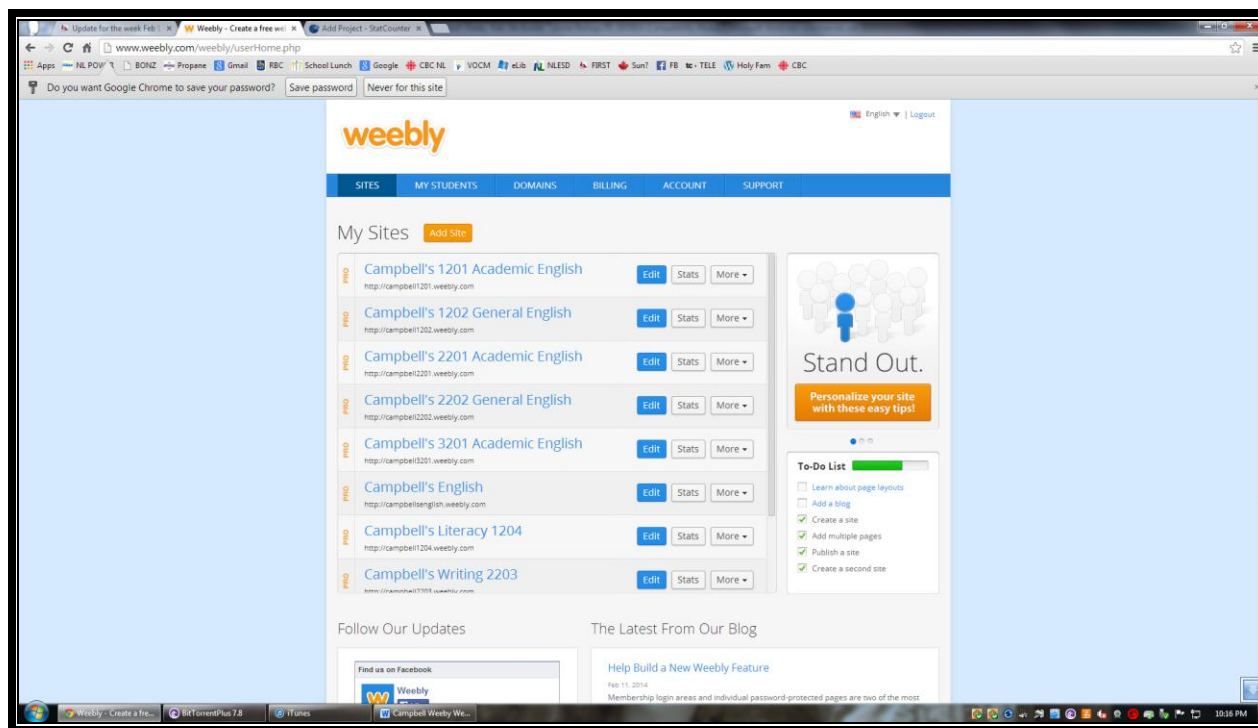 Update for the week Feb
Weebly - Create a free we
Add Project - StatCounter
www.weebly.com/weebly/userHome.php
Apps NL POW BONZ Propane Gmail RBC School Lunch Google CBC NL VOCM eLib NLESD FIRST Sun? FB TELE Holy Fam CBC
Do you want Google Chrome to save your password? Save password Never for this site
English | Logout
weebly
SITES MY STUDENTS DOMAINS BILLING ACCOUNT SUPPORT
My Sites Add Site
PRO Campbell's 1201 Academic English Edit Stats More
http://campbell1201.weebly.com
PRO Campbell's 1202 General English Edit Stats More
http://campbell1202.weebly.com
PRO Campbell's 2201 Academic English Edit Stats More
http://campbell2201.weebly.com
PRO Campbell's 2202 General English Edit Stats More
http://campbell2202.weebly.com
PRO Campbell's 3201 Academic English Edit Stats More
http://campbell3201.weebly.com
PRO Campbell's English Edit Stats More
http://campbellsenglish.weebly.com
PRO Campbell's Literacy 1204 Edit Stats More
http://campbell1204.weebly.com
PRO Campbell's Writing 2203 Edit Stats More
http://campbell2203.weebly.com
Stand Out.
Personalize your site
with these easy tips!
To-Do List
Learn about page layouts
Add a blog
Create a site
Add multiple pages
Publish a site
Create a second site
Follow Our Updates
Find us on Facebook
Weebly
The Latest From Our Blog
Help Build a New Weebly Feature
Feb 11, 2014
Membership login areas and individual password-protected pages are two of the most
Weebly - Create a fre... BitTorrentPlus 7.8 iTunes Campbell Weeby We... 10:16 PM